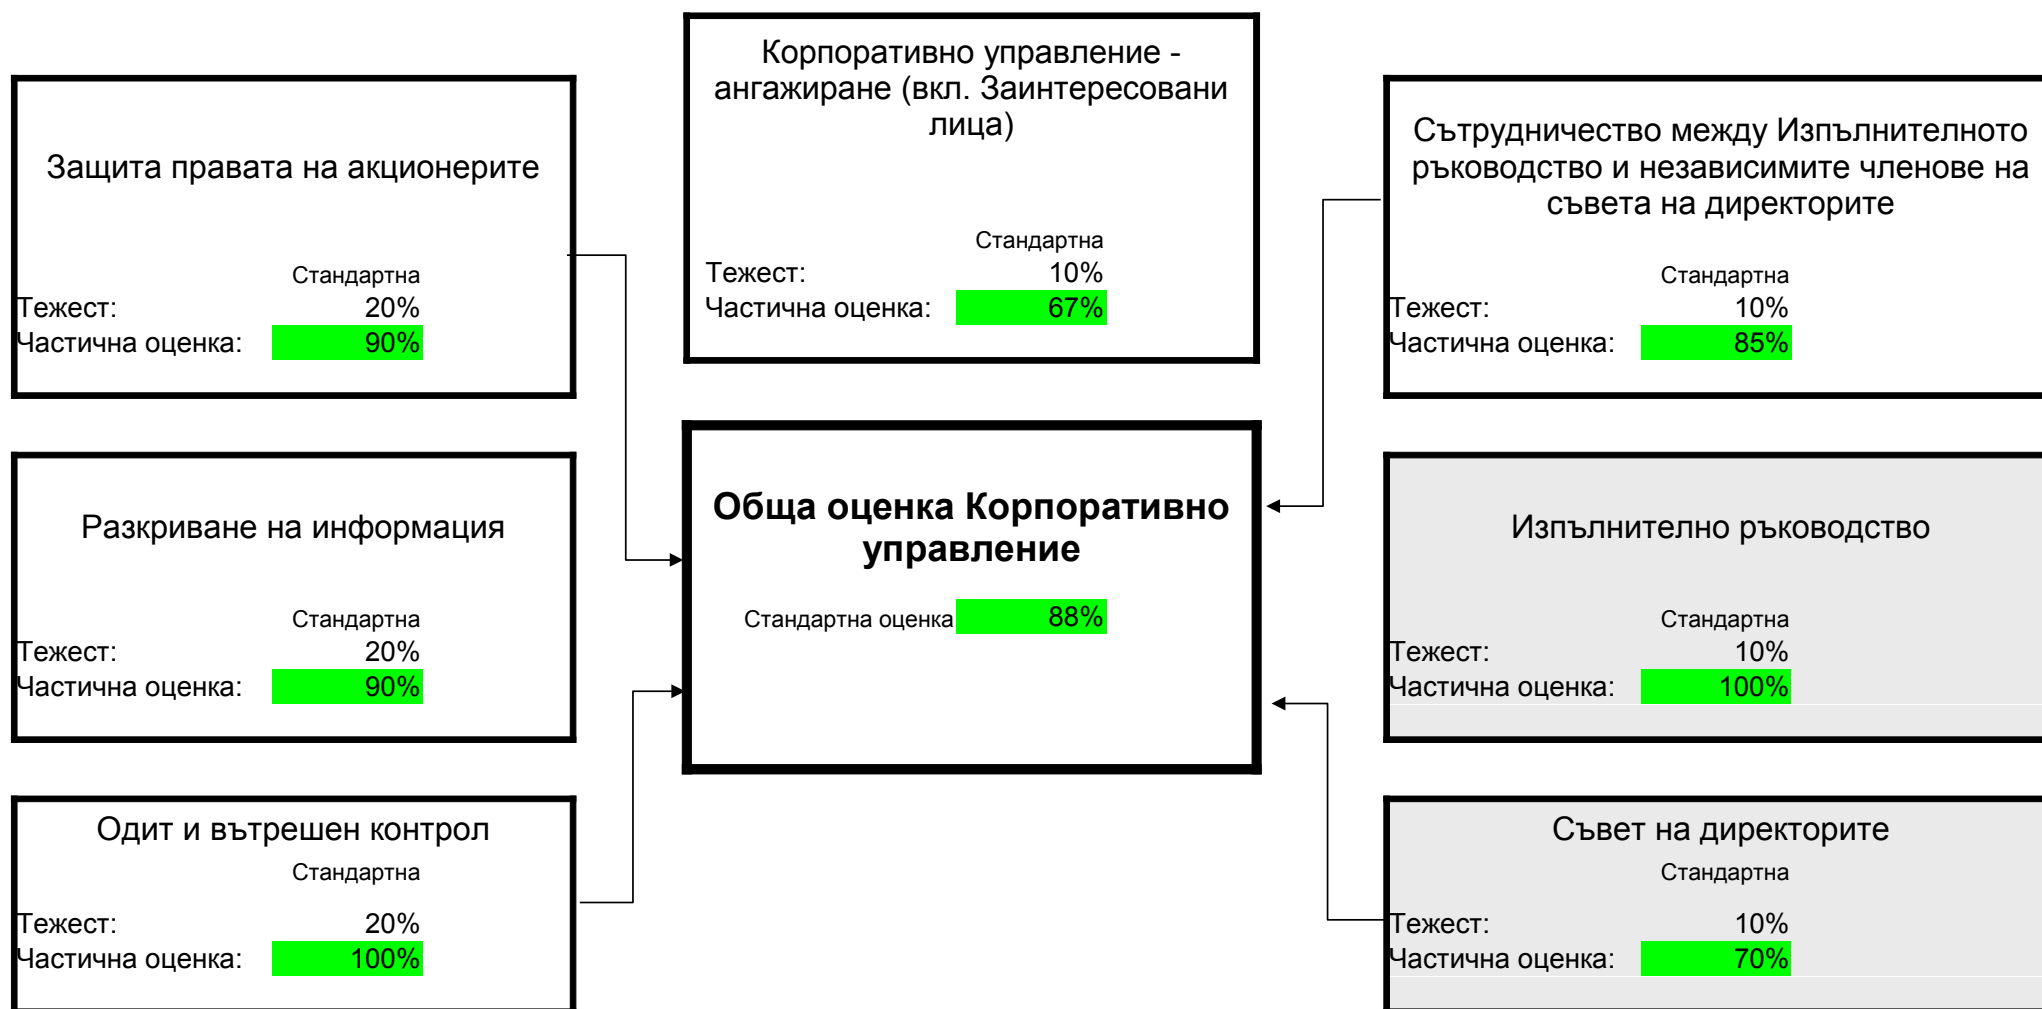 Корпоративно управление -
ангажиране (вкл. Заинтересовани
лица)
Стандартна
Тежест: 10%
Частична оценка: 67%
Защита правата на акционерите
Стандартна
Тежест: 20%
Частична оценка: 90%
Сътрудничество между Изпълнителното
ръководство и независимите членове на
съвета на директорите
Стандартна
Тежест: 10%
Частична оценка: 85%
Разкриване на информация
Стандартна
Тежест: 20%
Частична оценка: 90%
Обща оценка Корпоративно
управление
Стандартна оценка 88%
Изпълнително ръководство
Стандартна
Тежест: 10%
Частична оценка: 100%
Одит и вътрешен контрол
Стандартна
Тежест: 20%
Частична оценка: 100%
Съвет на директорите
Стандартна
Тежест: 10%
Частична оценка: 70%